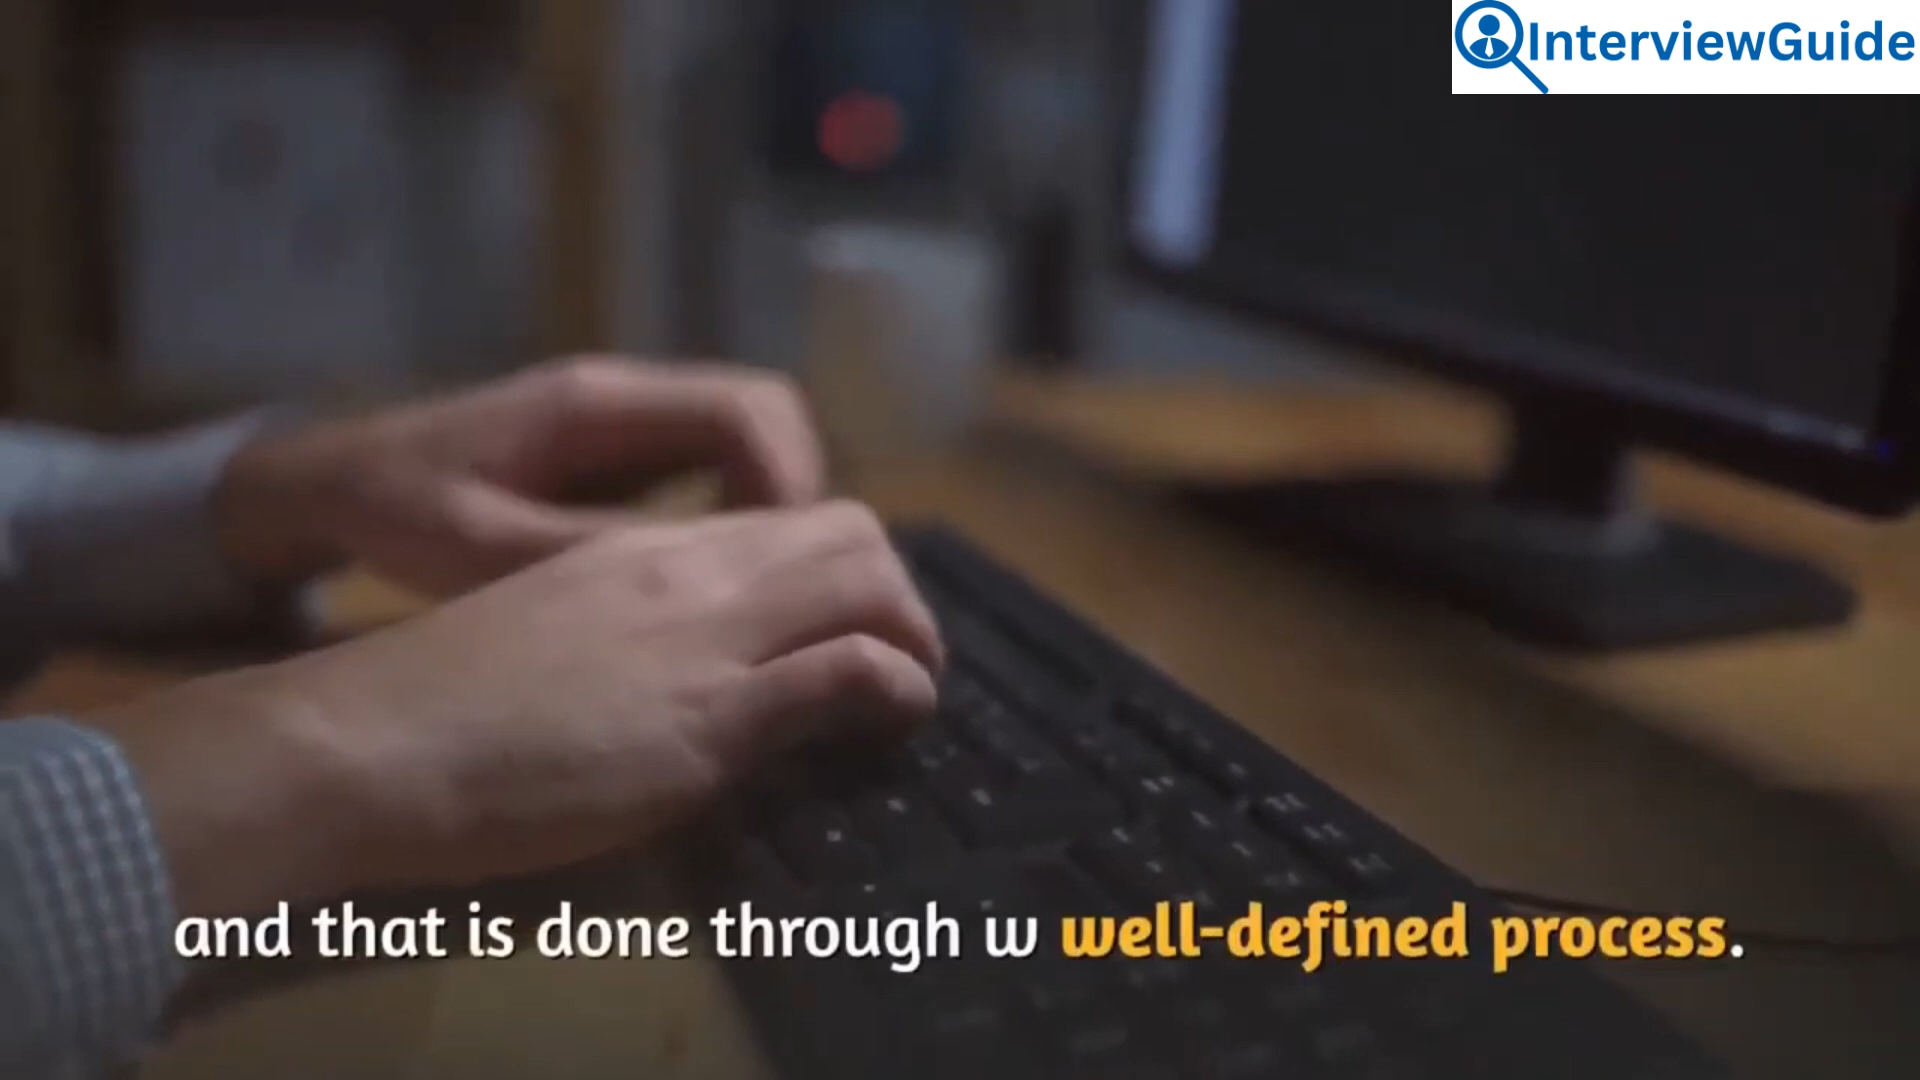 InterviewGuide
and that is done through w well-defined process.